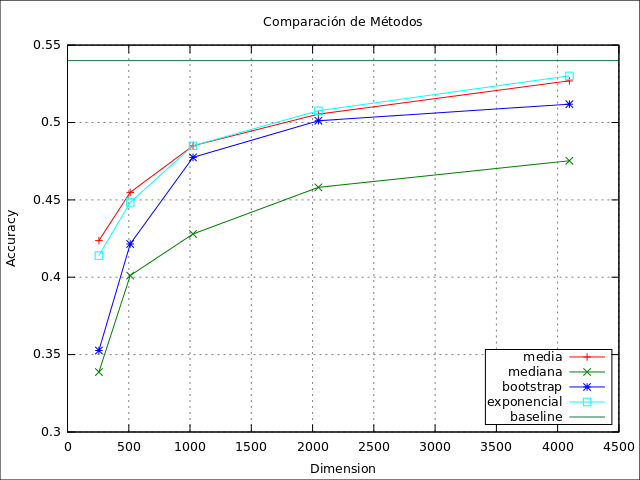 Comparación de Métodos
0.55
0.5
0.45
0.4
0.35
0.3
Accuracy
media
mediana
bootstrap
exponencial
baseline
0 500 1000 1500 2000 2500 3000 3500 4000 4500
Dimension